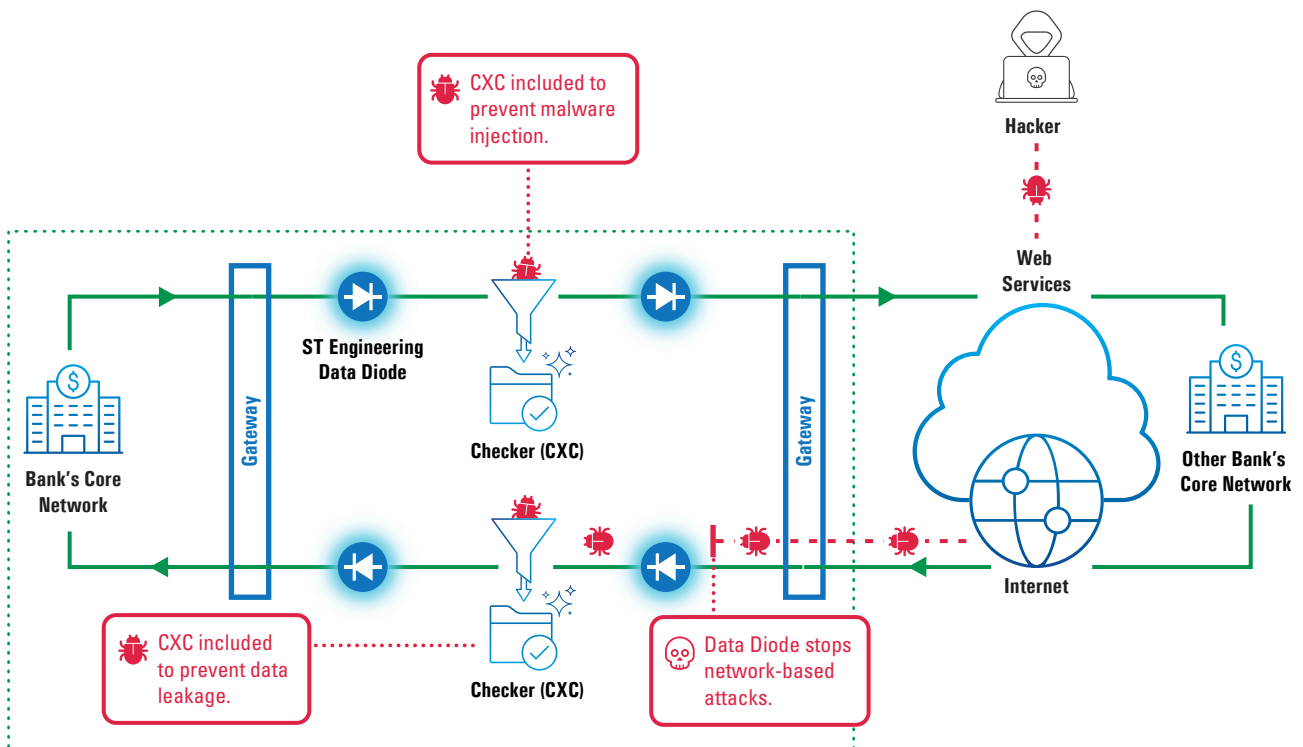 CXC included to
prevent malware
injection.
Hacker
Web
Services
ST Engineering
Data Diode
Gateway
Gateway
$
Bank's Core
Network
Checker (CXC)
$
Other Bank's
Core Network
Internet
CXC included
to prevent data
leakage.
Checker (CXC)
Data Diode stops
network-based
attacks.